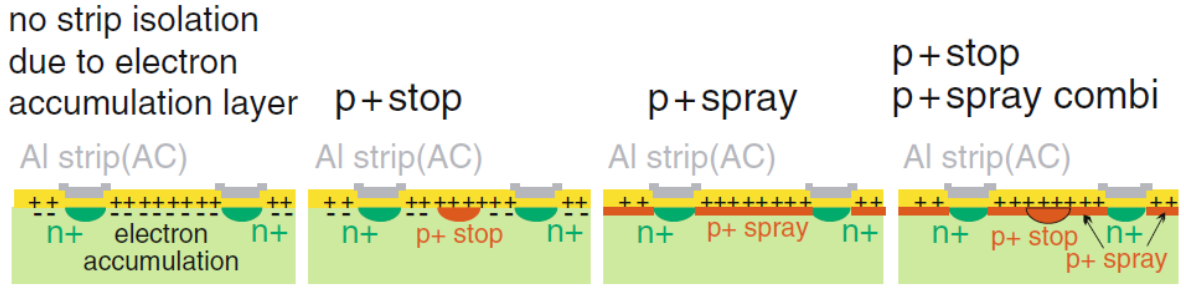 no strip isolation
due to electron
accumulation layer
p+stop
p+spray
p+stop
p+spray combi
Al strip(AC)
Al strip(AC)
Al strip(AC)
Al strip(AC)
++ ++++++++ ++
-- -------- --
n+ electron n+
accumulation
++ ++++++++ ++
-- -- -- --
n+ p+ stop n+
++ ++++++++ ++
n+ p+ spray n+
++ ++++++++ ++
n+ p+ stop n+
p+ spray